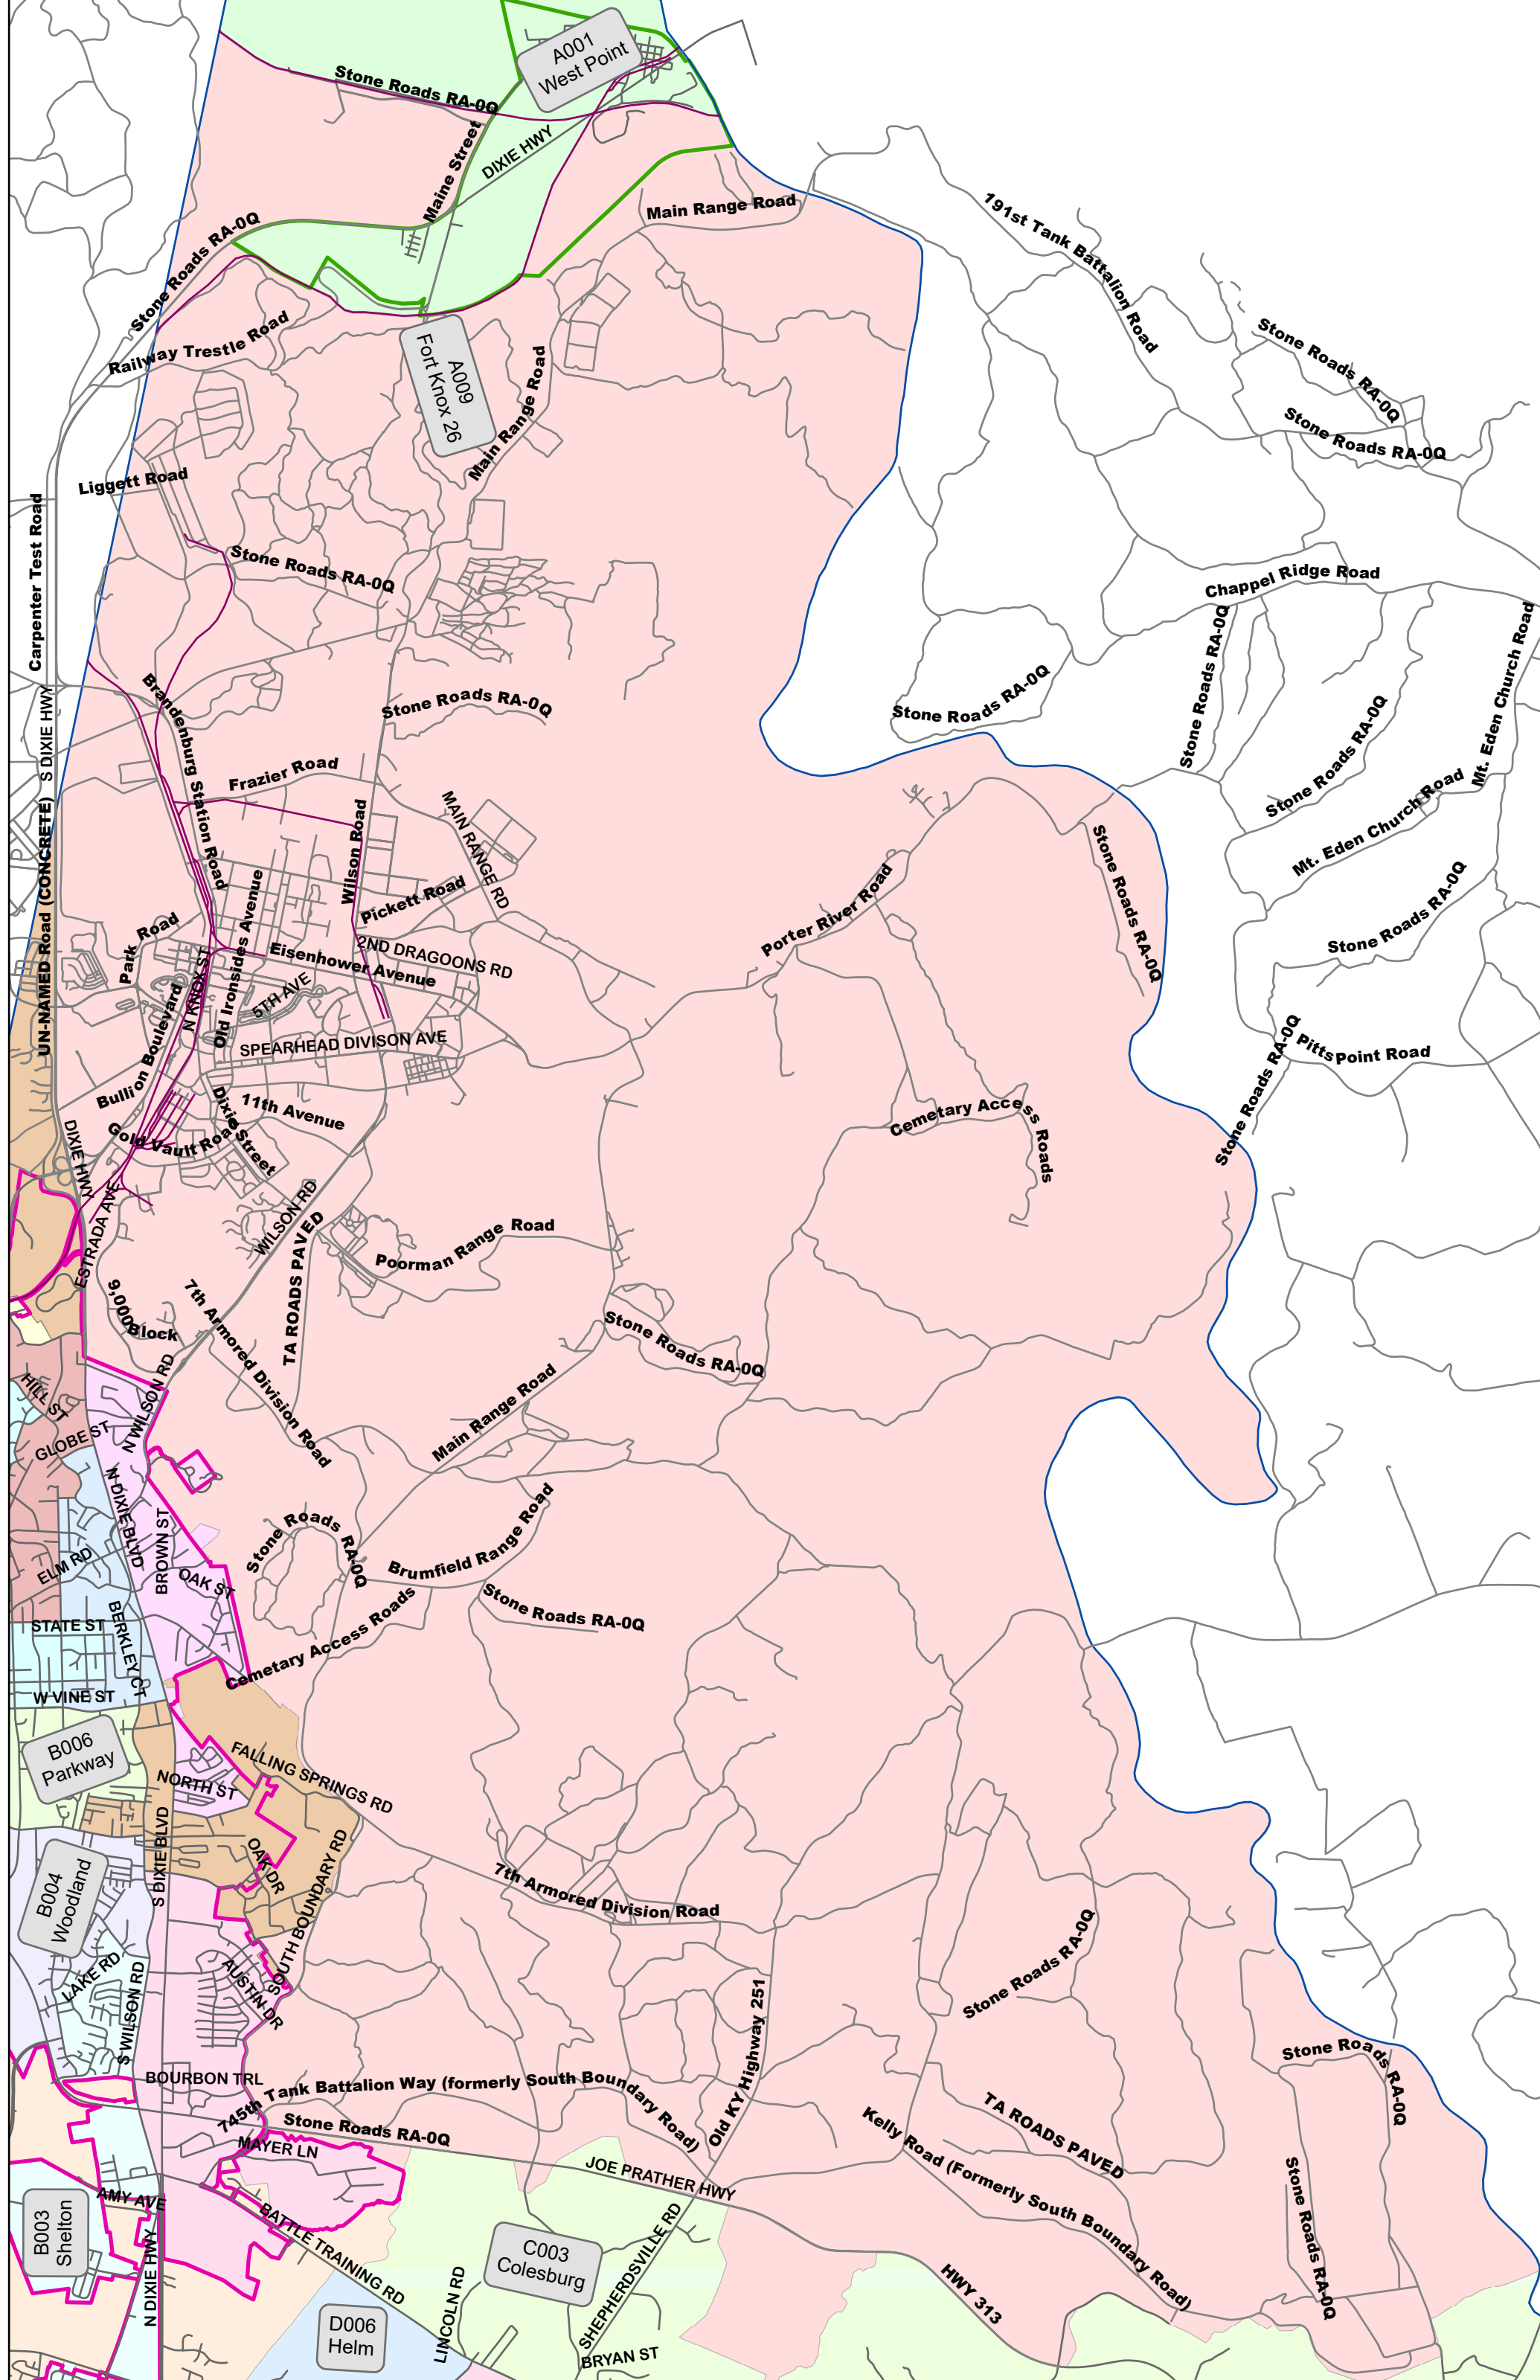 A001
West Point
Stone Roads RA-0Q
Maine Street
DIXIE HWY
Main Range Road
191st Tank Battalion Road
Stone Roads RA-0Q
Stone Roads RA-0Q
Stone Roads RA-0Q
Railway Trestle Road
A009
Fort Knox 26
Main Range Road
Liggett Road
Carpenter Test Road
Stone Roads RA-0Q
Chappel Ridge Road
Stone Roads RA-0Q
Mt. Eden Church Road
Stone Roads RA-0Q
Stone Roads RA-0Q
Stone Roads RA-0Q
S DIXIE HWY
Brandenburg Station Road
Frazier Road
MAIN RANGE RD
Wilson Road
Mt. Eden Church Road
Stone Roads RA-0Q
UN-NAMED Road (CONCRETE)
Pickett Road
Porter River Road
Stone Roads RA-0Q
Park Road
Old Ironsides Avenue
2ND DRAGOONS RD
Eisenhower Avenue
N KNOX ST
5TH AVE
SPEARHEAD DIVISON AVE
Bullion Boulevard
Pitts Point Road
Stone Roads RA-0Q
Dixie Street
11th Avenue
Gold Vault Road
Cemetary Access Roads
DIXIE HWY
ESTRADA AVE
WILSON RD
TA ROADS PAVED
Poorman Range Road
9,000 Block
7th Armored Division Road
Stone Roads RA-0Q
Main Range Road
HILL ST
GLOBE ST
N WILSON RD
N DIXIE BLVD
BROWN ST
Stone Roads RA-0Q
Brumfield Range Road
ELM RD
OAK ST
Stone Roads RA-0Q
Cemetary Access Roads
STATE ST
BERKLEY CT
W VINE ST
B006
Parkway
FALLING SPRINGS RD
NORTH ST
S DIXIE BLVD
OAK DR
SOUTH BOUNDARY RD
7th Armored Division Road
B004
Woodland
Stone Roads RA-0Q
LAKE RD
S WILSON RD
AUSTIN DR
Old KY Highway 251
Stone Roads RA-0Q
BOURBON TRL
745th Tank Battalion Way (formerly South Boundary Road)
Stone Roads RA-0Q
MAYER LN
TA ROADS PAVED
Kelly Road (Formerly South Boundary Road)
JOE PRATHER HWY
Stone Roads RA-0Q
AMY AVE
B003
Shelton
BATTLE TRAINING RD
N DIXIE HWY
C003
Colesburg
SHEPHERDSVILLE RD
LINCOLN RD
HWY 313
D006
Helm
BRYAN ST